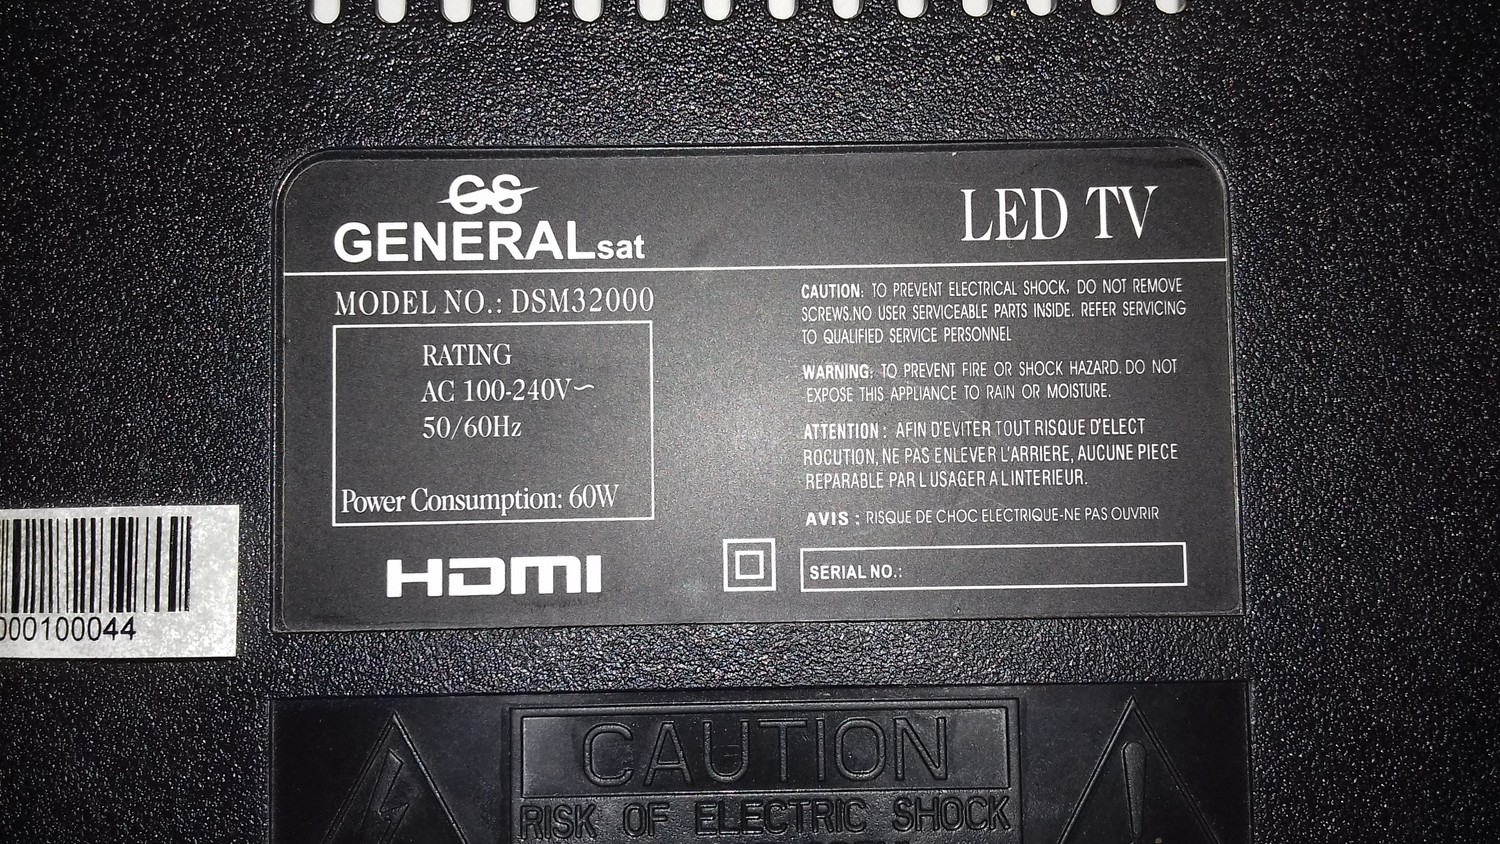 GS
GENERALsat
LED TV
MODEL NO.: DSM32000
RATING
AC 100-240V~
50/60Hz
Power Consumption: 60W
HDMI
CAUTION: TO PREVENT ELECTRICAL SHOCK, DO NOT REMOVE
SCREWS.NO USER SERVICEABLE PARTS INSIDE. REFER SERVICING
TO QUALIFIED SERVICE PERSONNEL
WARNING: TO PREVENT FIRE OR SHOCK HAZARD. DO NOT
EXPOSE THIS APPLIANCE TO RAIN OR MOISTURE.
ATTENTION: AFIN D'EVITER TOUT RISQUE D'ELECT
ROCUTION, NE PAS ENLEVER L'ARRIERE, AUCUNE PIECE
REPARABLE PAR L USAGER A L INTERIEUR.
AVIS: RISQUE DE CHOC ELECTRIQUE-NE PAS OUVRIR
SERIAL NO.:
000100044
CAUTION
RISK OF ELECTRIC SHOCK